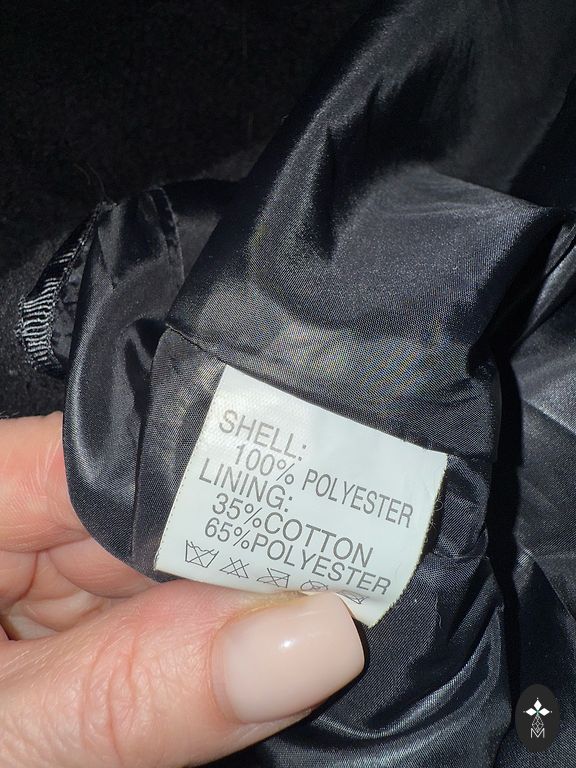 SHELL:
100% POLYESTER
LINING:
35%COTTON
65%POLYESTER
M